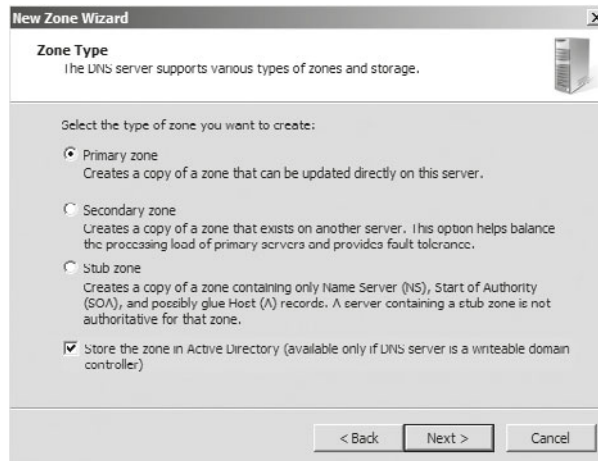 New Zone Wizard
Zone Type
The DNS server supports various types of zones and storage.
Select the type of zone you want to create:
Primary zone
Creates a copy of a zone that can be updated directly on this server.
Secondary zone
Creates a copy of a zone that exists on another server. This option helps balance
the processing load of primary servers and provides fault tolerance.
Stub zone
Creates a copy of a zone containing only Name Server (NS), Start of Authority
(SOA), and possibly glue Host (A) records. A server containing a stub zone is not
authoritative for that zone.
Store the zone in Active Directory (available only if DNS server is a writeable domain
controller)
< Back Next > Cancel